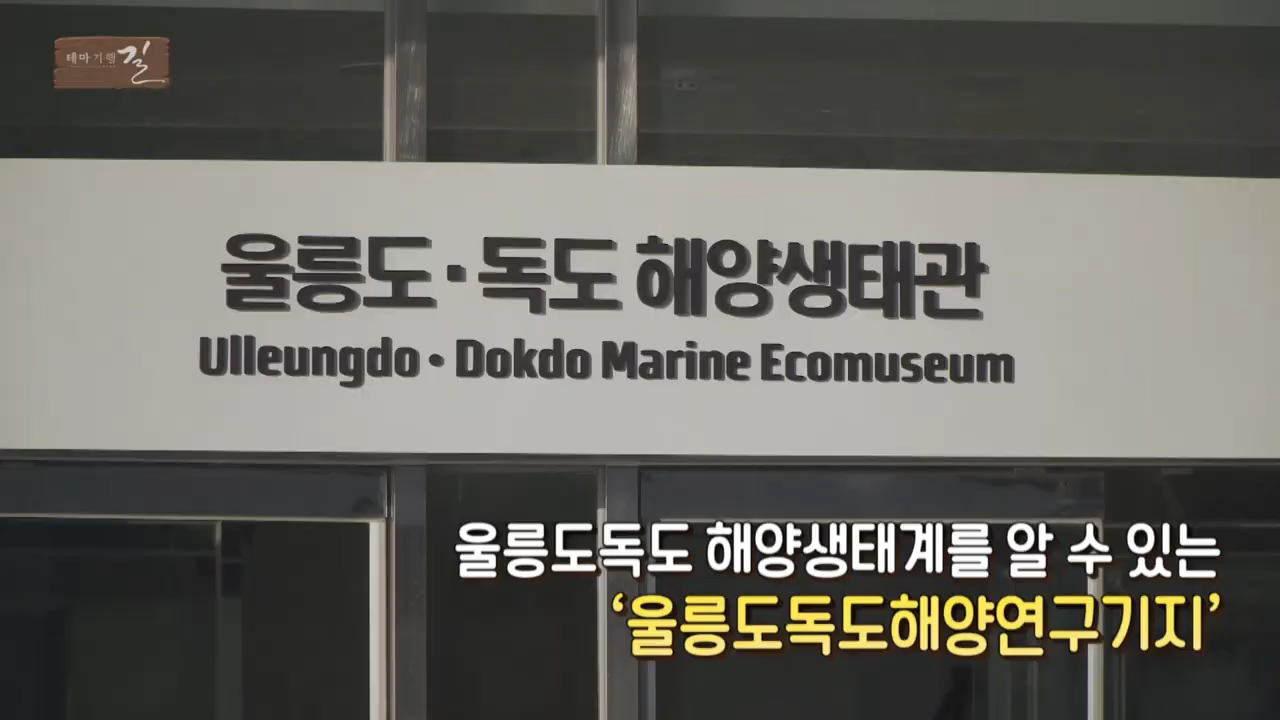 테마기행 길
울릉도·독도 해양생태관
Ulleungdo • Dokdo Marine Ecomuseum
울릉도독도 해양생태계를 알 수 있는
‘울릉도독도해양연구기지’